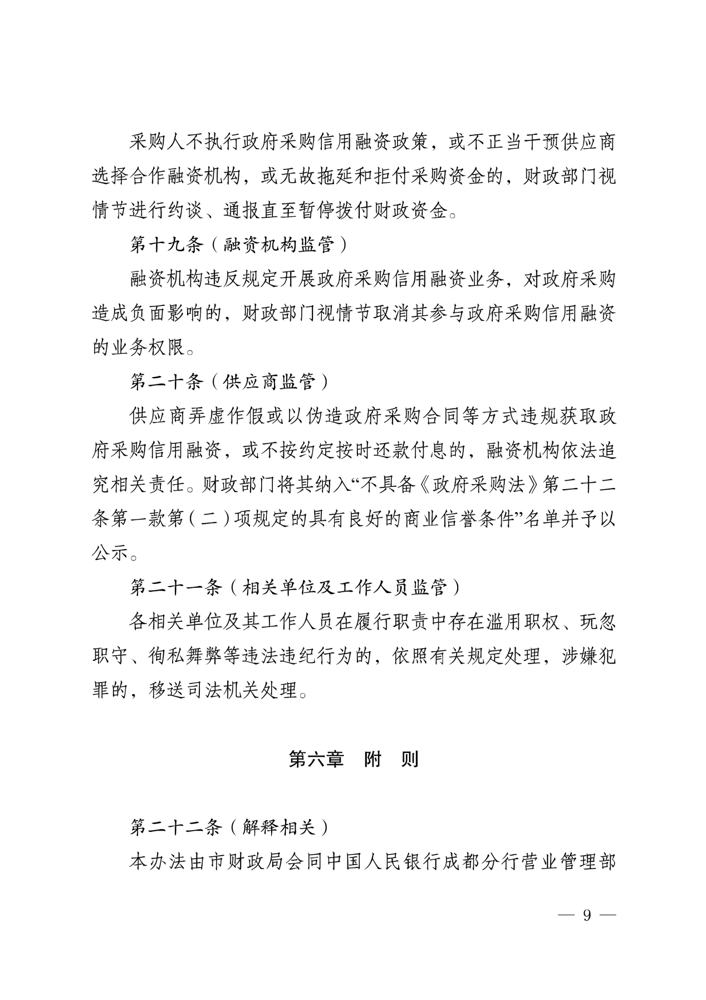 采购人不执行政府采购信用融资政策，或不正当干预供应商
选择合作融资机构，或无故拖延和拒付采购资金的，财政部门视
情节进行约谈、通报直至暂停拨付财政资金。
第十九条（融资机构监管）
融资机构违反规定开展政府采购信用融资业务，对政府采购
造成负面影响的，财政部门视情节取消其参与政府采购信用融资
的业务权限。
第二十条（供应商监管）
供应商弄虚作假或以伪造政府采购合同等方式违规获取政
府采购信用融资，或不按约定按时还款付息的，融资机构依法追
究相关责任。财政部门将其纳入“不具备《政府采购法》第二十二
条第一款第（二）项规定的具有良好的商业信誉条件”名单并予以
公示。
第二十一条（相关单位及工作人员监管）
各相关单位及其工作人员在履行职责中存在滥用职权、玩忽
职守、徇私舞弊等违法违纪行为的，依照有关规定处理，涉嫌犯
罪的，移送司法机关处理。
第六章　附　则
第二十二条（解释相关）
本办法由市财政局会同中国人民银行成都分行营业管理部
— 9 —